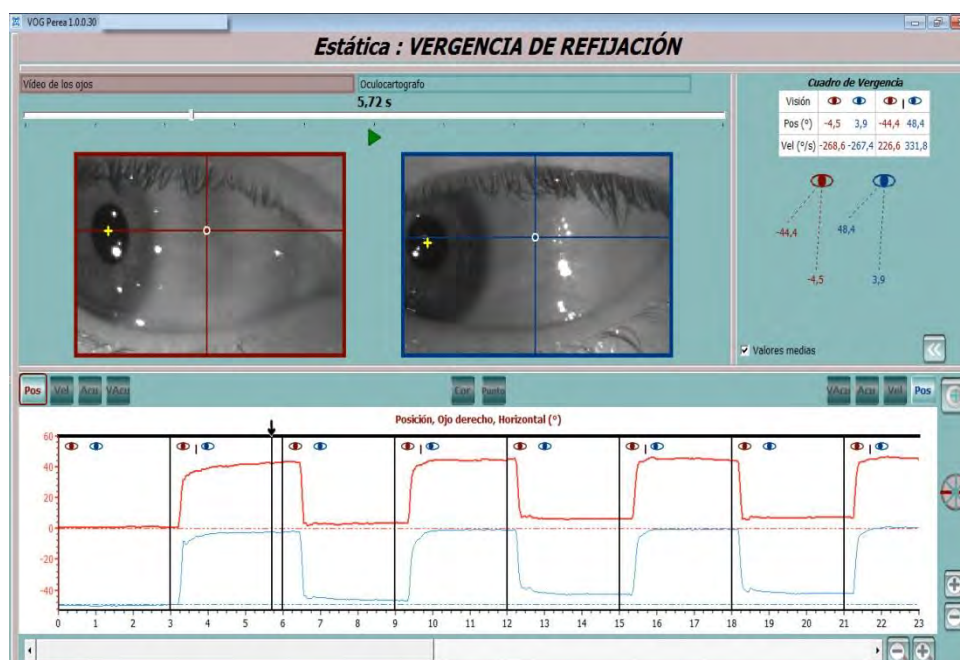 VOG Perea 1.0.0.30
Estática : VERGENCIA DE REFIJACIÓN
Vídeo de los ojos
Oculocartografo
5,72 s
Cuadro de Vergencia
Visión |
Pos (º) -4,5 3,9 -44,4 48,4
Vel (º/s) -268,6 -267,4 226,6 331,8
-44,4 48,4
-4,5 3,9
Valores medias
Pos Vel Acu VAcu Cor Punto VAcu Acu Vel Pos
Posición, Ojo derecho, Horizontal (º)
60
40
20
0
-20
-40
0 1 2 3 4 5 6 7 8 9 10 11 12 13 14 15 16 17 18 19 20 21 22 23